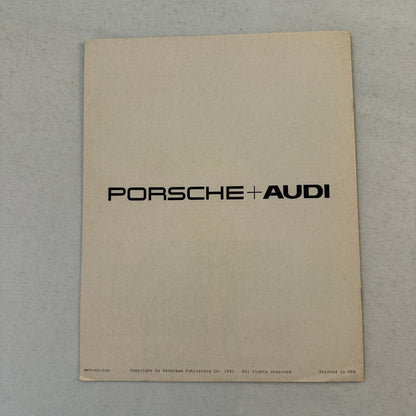 PORSCHE+AUDI
Copyright by Petersen Publishing Co. 1981 All rights reserved Printed in USA